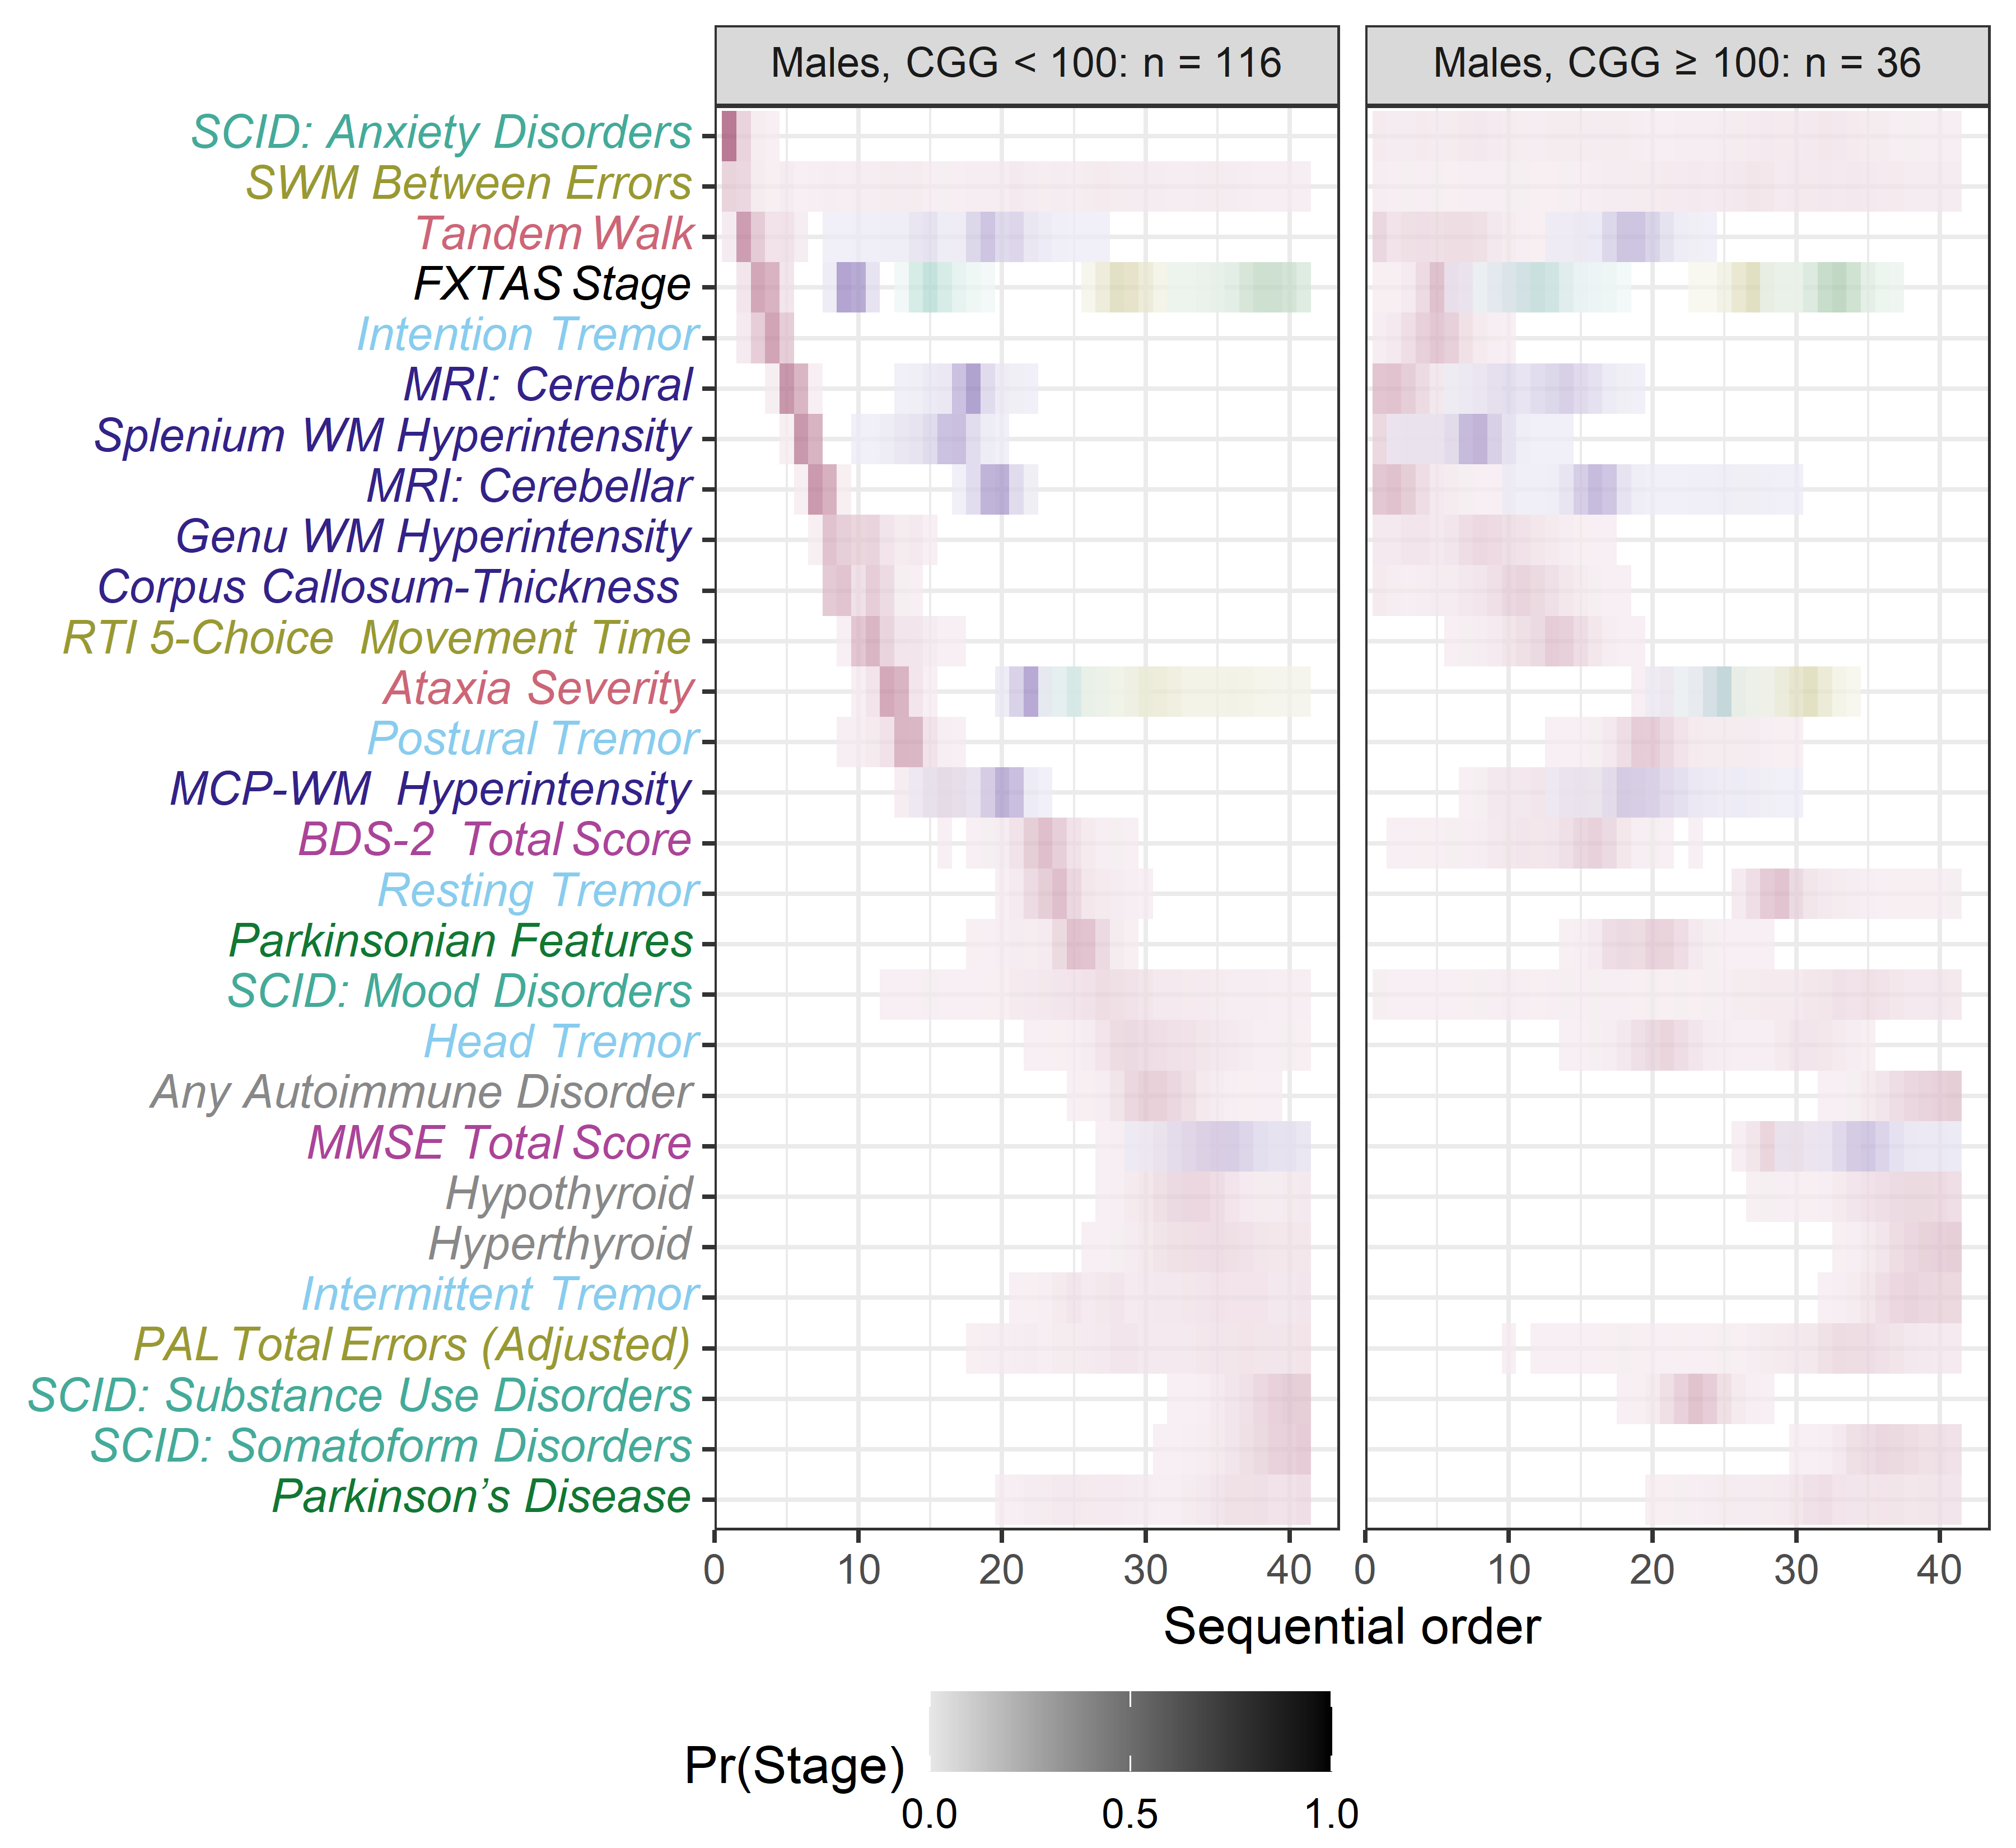 Males, CGG < 100: n = 116
Males, CGG ≥ 100: n = 36
SCID: Anxiety Disorders
SWM Between Errors
Tandem Walk
FXTAS Stage
Intention Tremor
MRI: Cerebral
Splenium WM Hyperintensity
MRI: Cerebellar
Genu WM Hyperintensity
Corpus Callosum-Thickness
RTI 5-Choice Movement Time
Ataxia Severity
Postural Tremor
MCP-WM Hyperintensity
BDS-2 Total Score
Resting Tremor
Parkinsonian Features
SCID: Mood Disorders
Head Tremor
Any Autoimmune Disorder
MMSE Total Score
Hypothyroid
Hyperthyroid
Intermittent Tremor
PAL Total Errors (Adjusted)
SCID: Substance Use Disorders
SCID: Somatoform Disorders
Parkinson’s Disease
0 10 20 30 40 0 10 20 30 40
Sequential order
Pr(Stage)
0.0 0.5 1.0